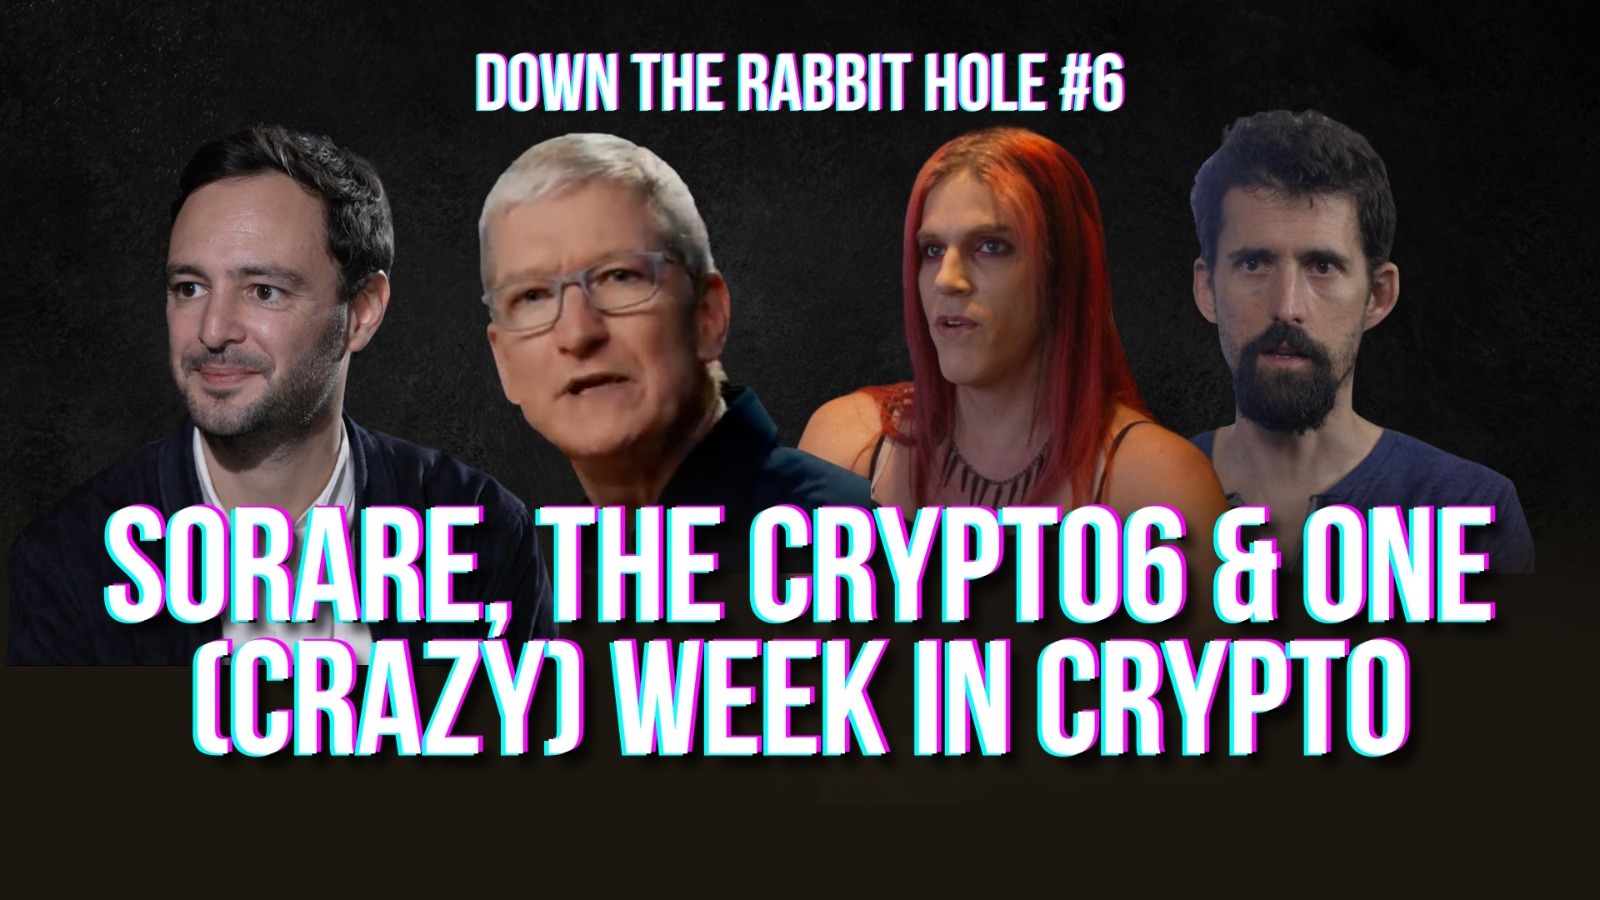 DOWN THE RABBIT HOLE #6
SORARE, THE CRYPTO6 & ONE
(CRAZY) WEEK IN CRYPTO